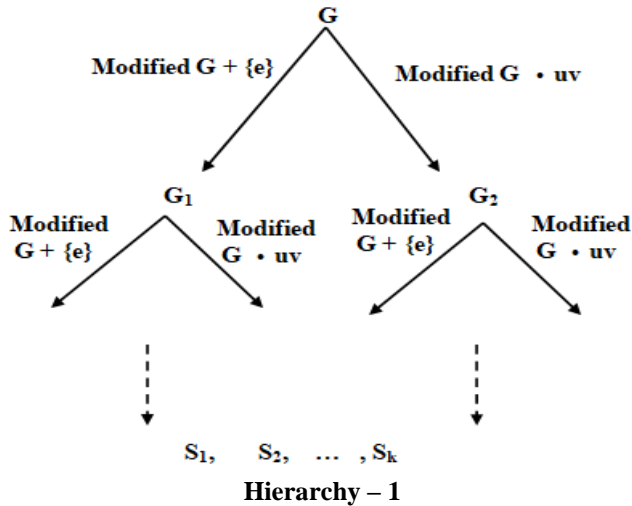 G
Modified G + {e}
Modified G • uv
G₁
G₂
Modified
G + {e}
Modified
G • uv
Modified
G + {e}
Modified
G • uv
S₁, S₂, … , Sₖ
Hierarchy – 1